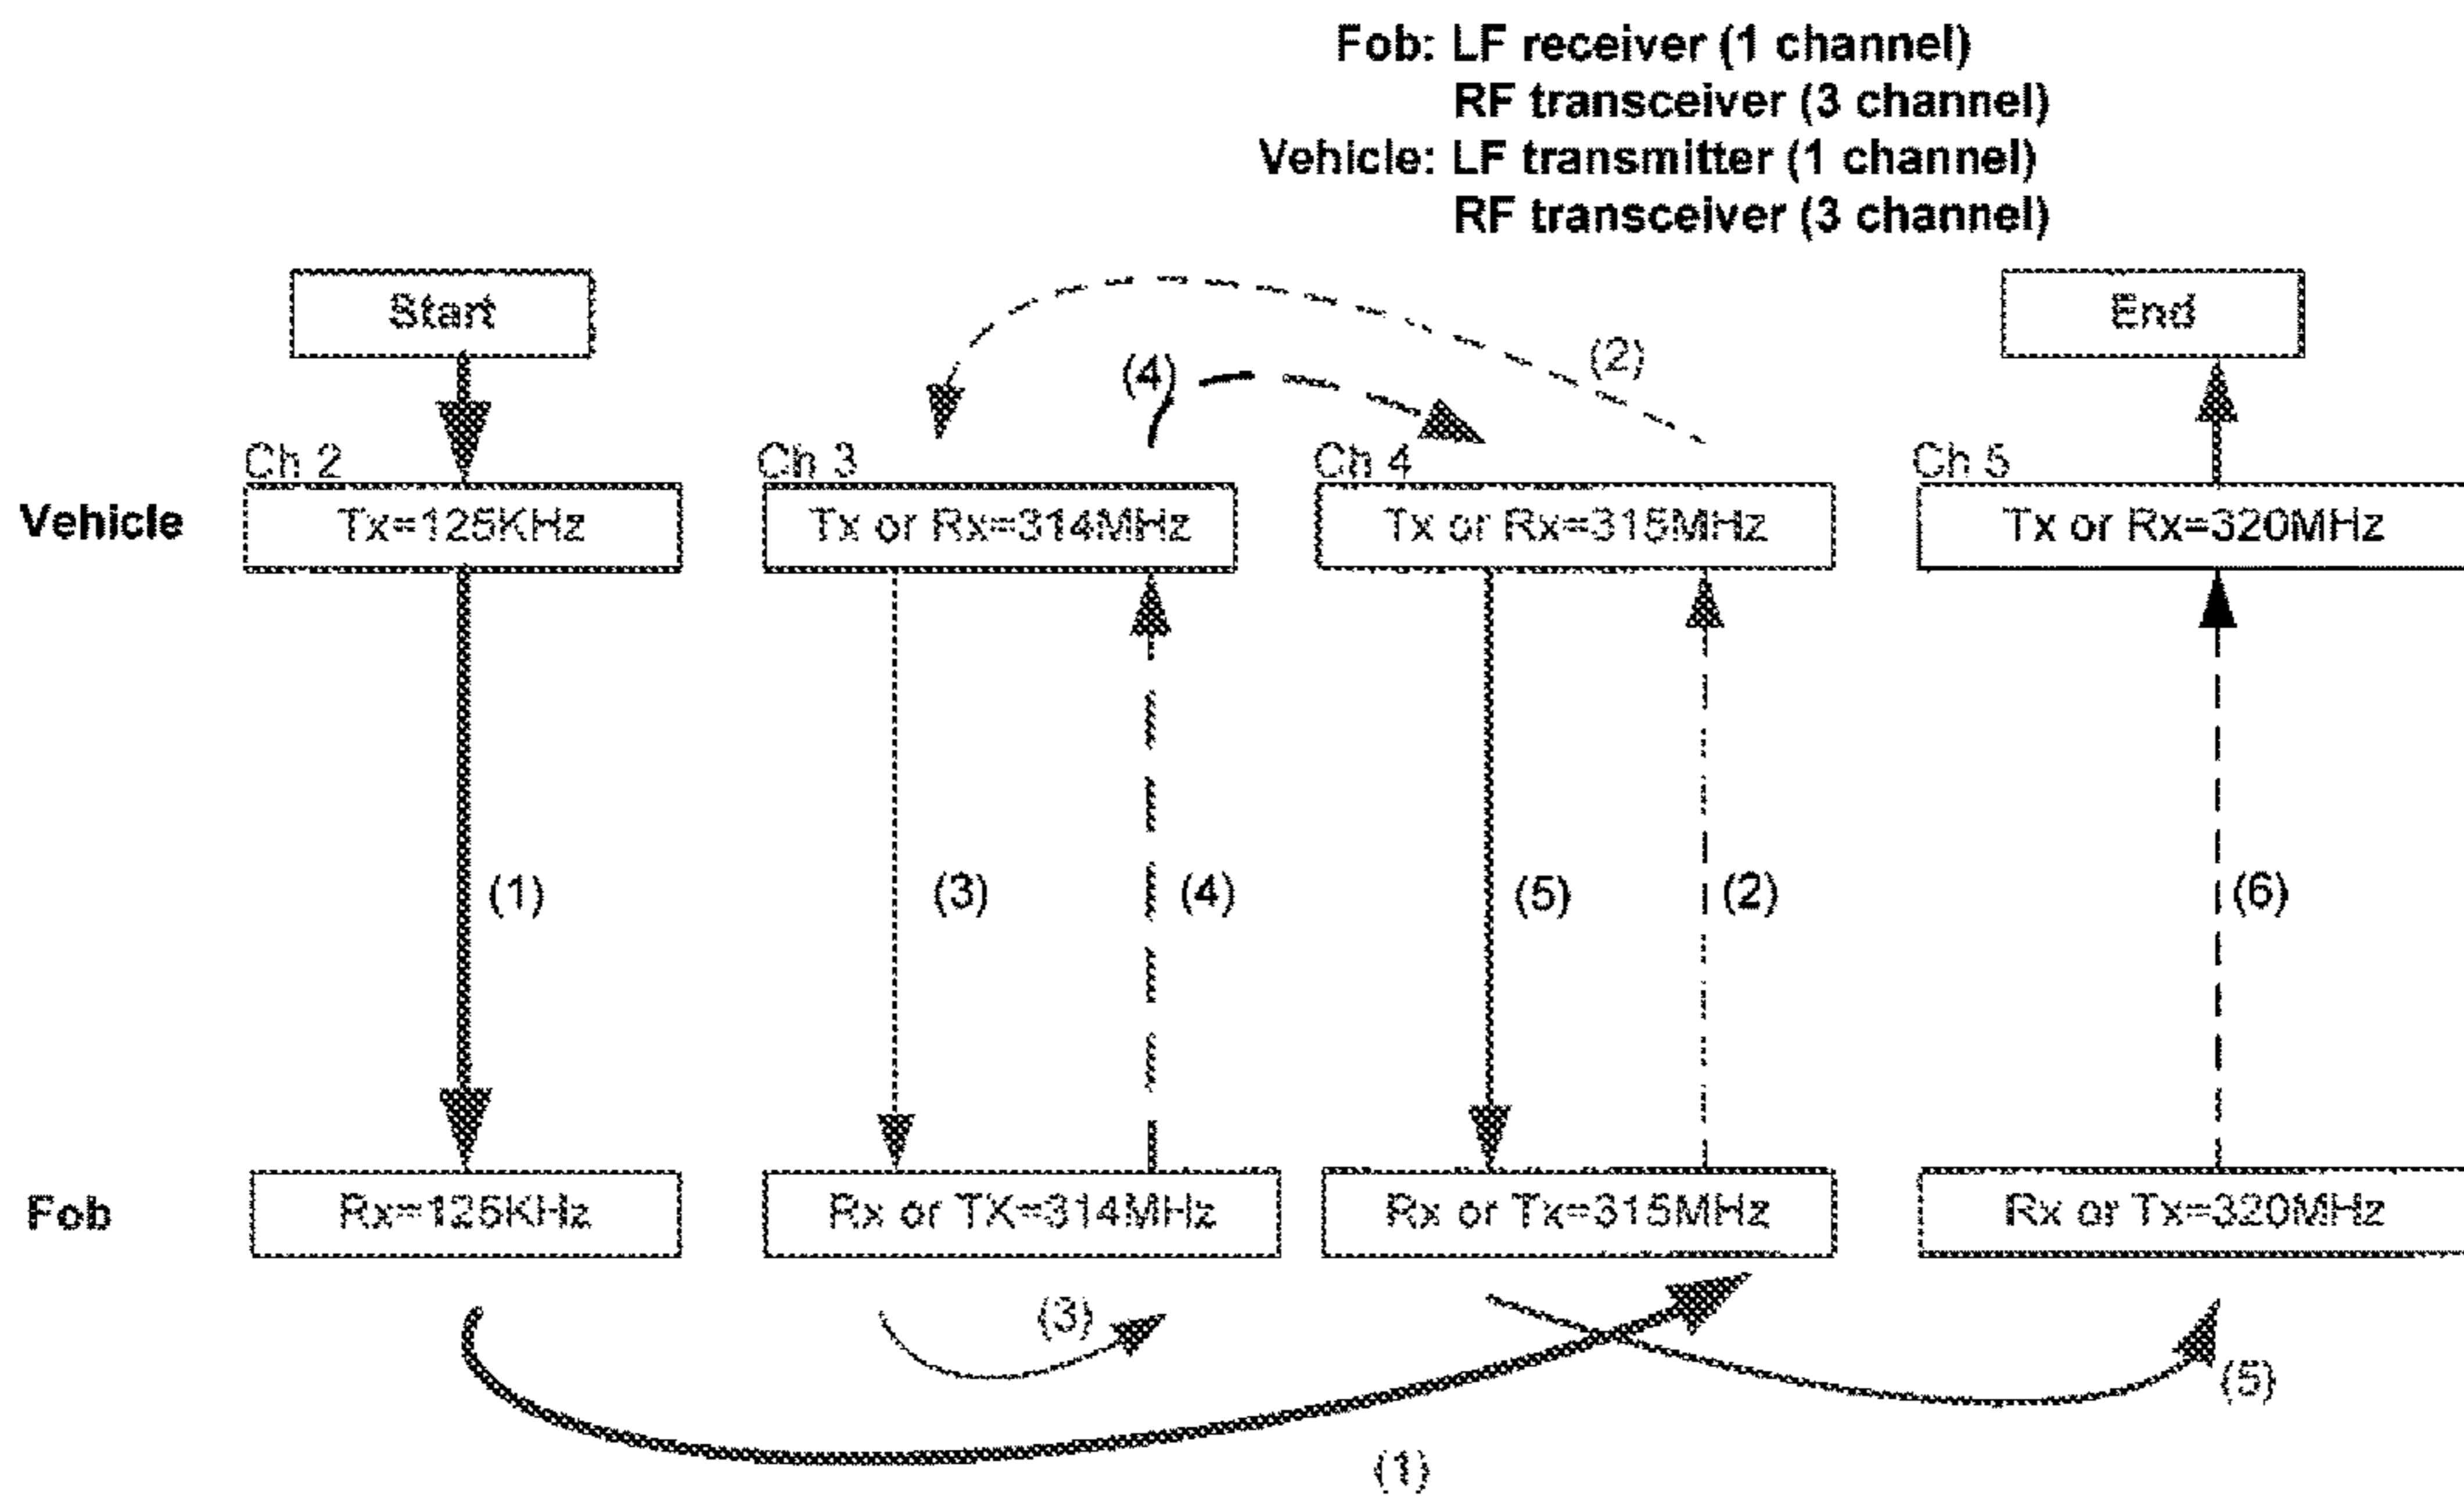 Fob: LF receiver (1 channel)
RF transceiver (3 channel)
Vehicle: LF transmitter (1 channel)
RF transceiver (3 channel)
Start
End
(2)
(4)
Ch 2
Ch 3
Ch 4
Ch 5
Vehicle
Tx=125KHz
Tx or Rx=314MHz
Tx or Rx=315MHz
Tx or Rx=320MHz
(1)
(3)
(4)
(5)
(2)
(6)
Fob
Rx=125KHz
Rx or TX=314MHz
Rx or Tx=315MHz
Rx or Tx=320MHz
(3)
(5)
(1)